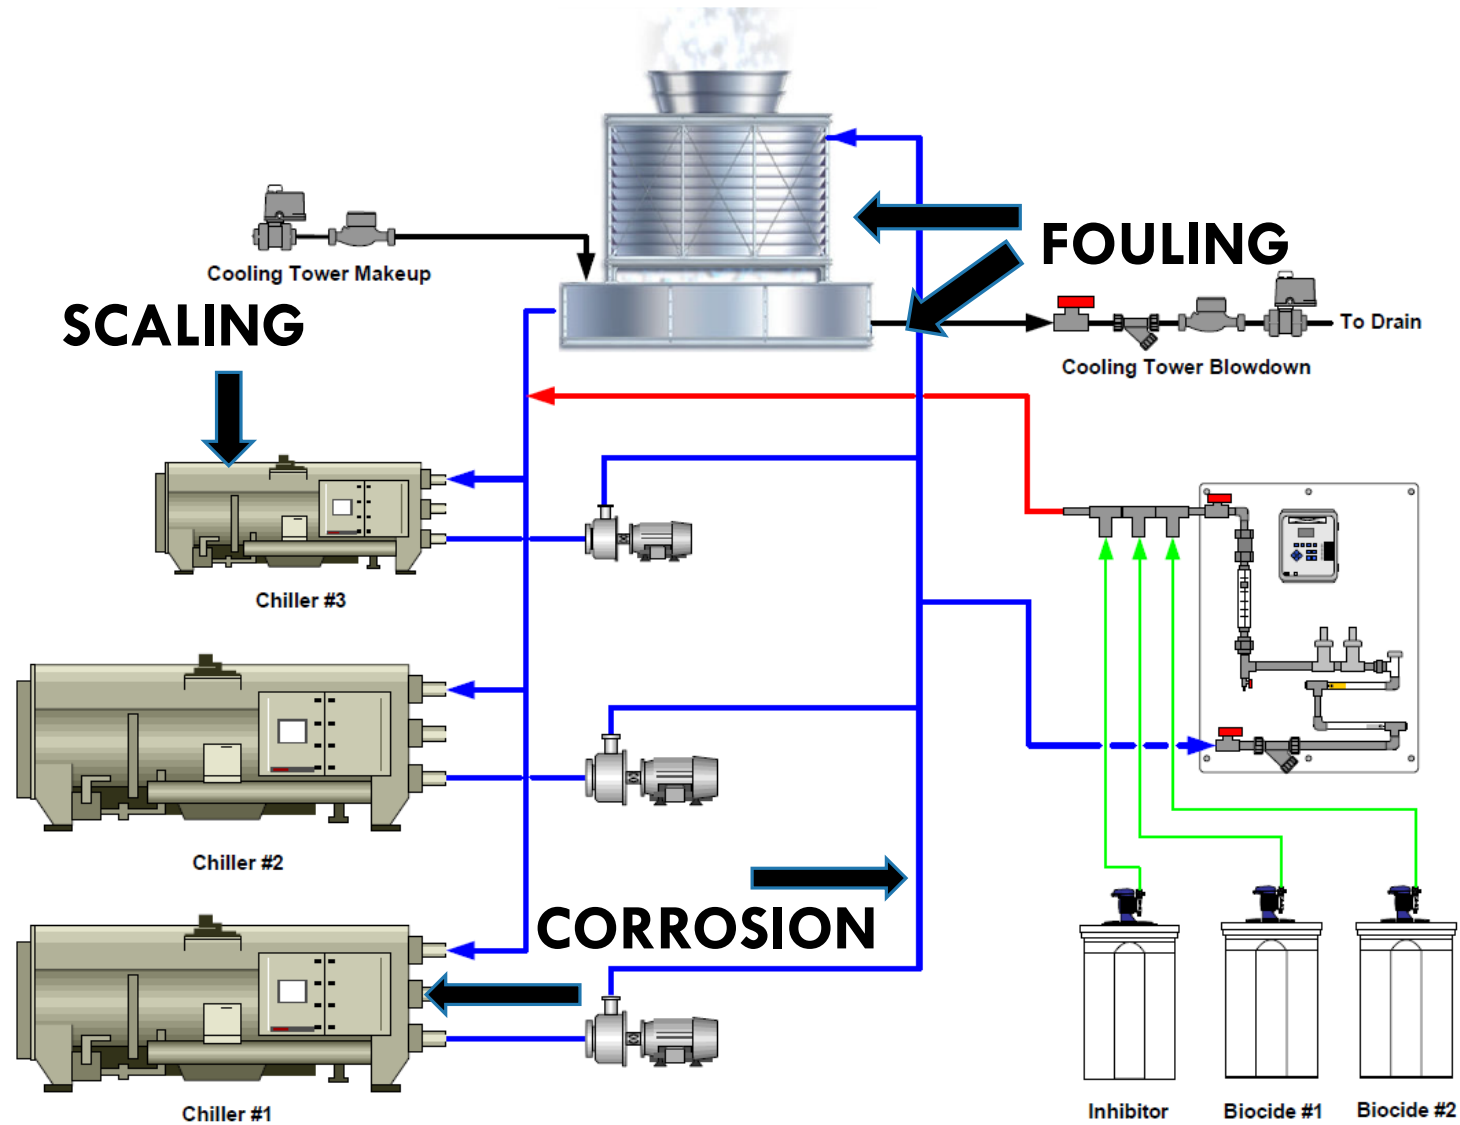 FOULING
Cooling Tower Makeup
SCALING
To Drain
Cooling Tower Blowdown
Chiller #3
Chiller #2
CORROSION
Chiller #1
Inhibitor
Biocide #1
Biocide #2